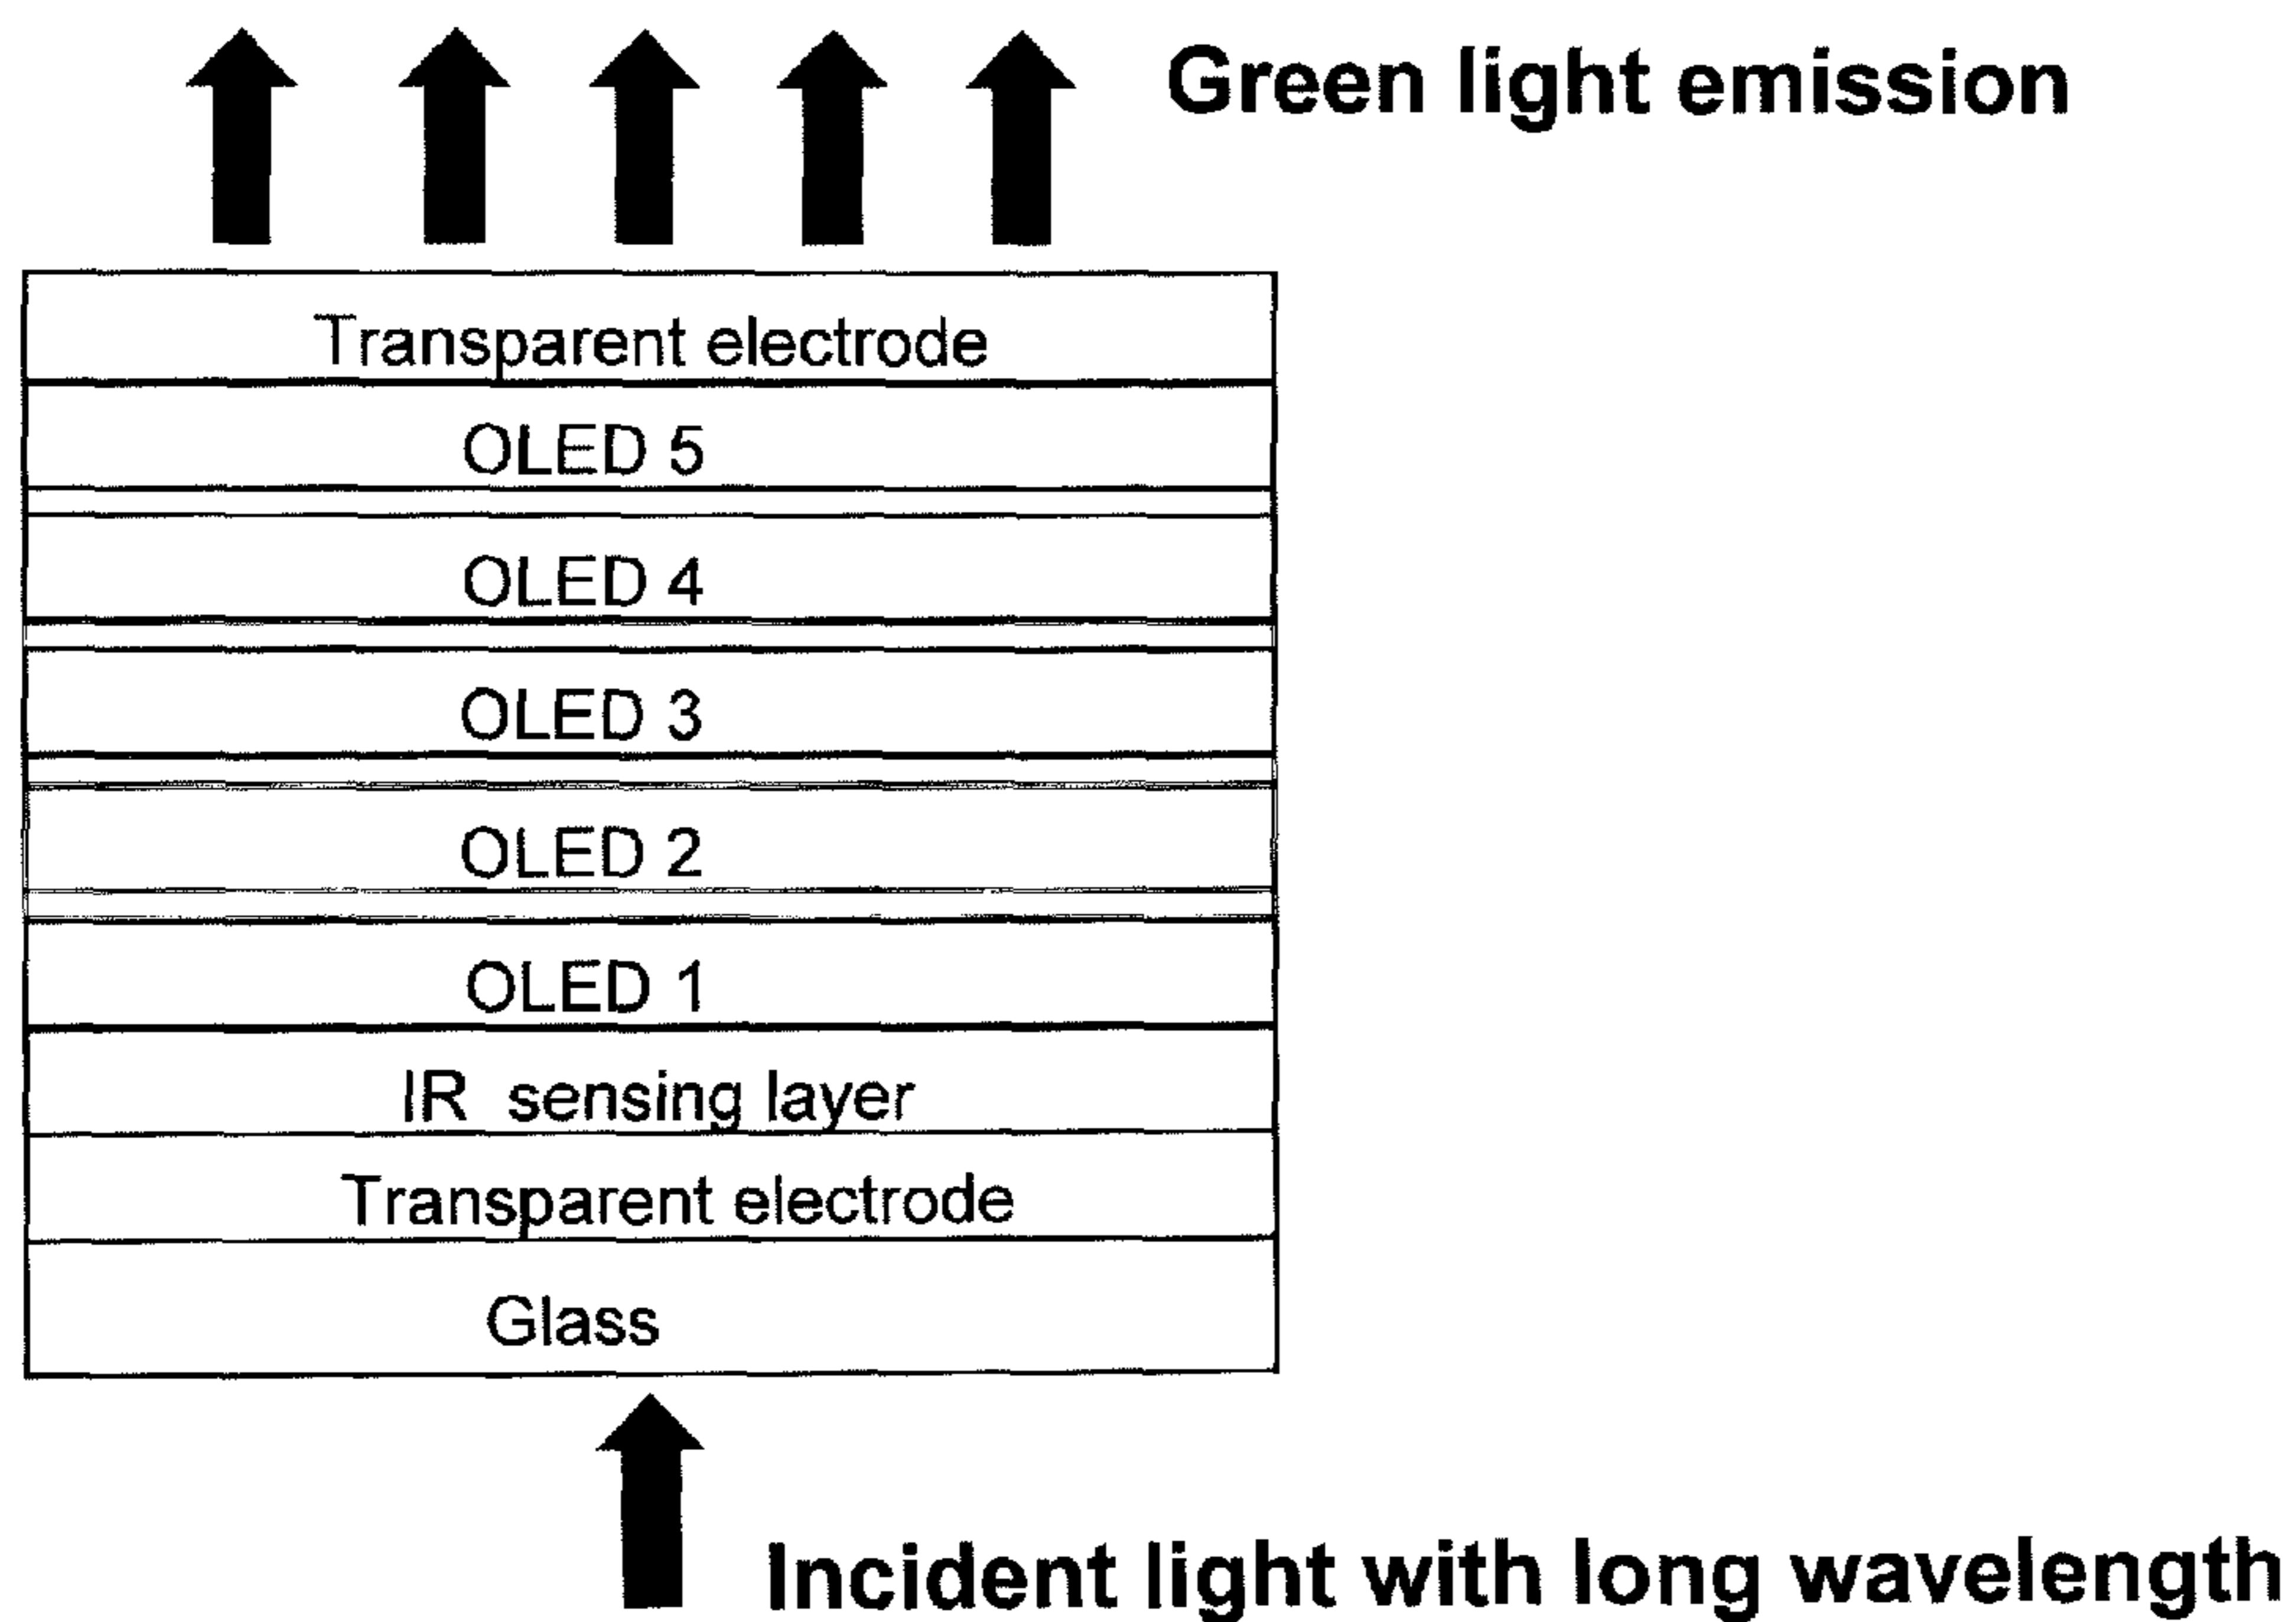 Green light emission
Transparent electrode
OLED 5
OLED 4
OLED 3
OLED 2
OLED 1
IR sensing layer
Transparent electrode
Glass
Incident light with long wavelength